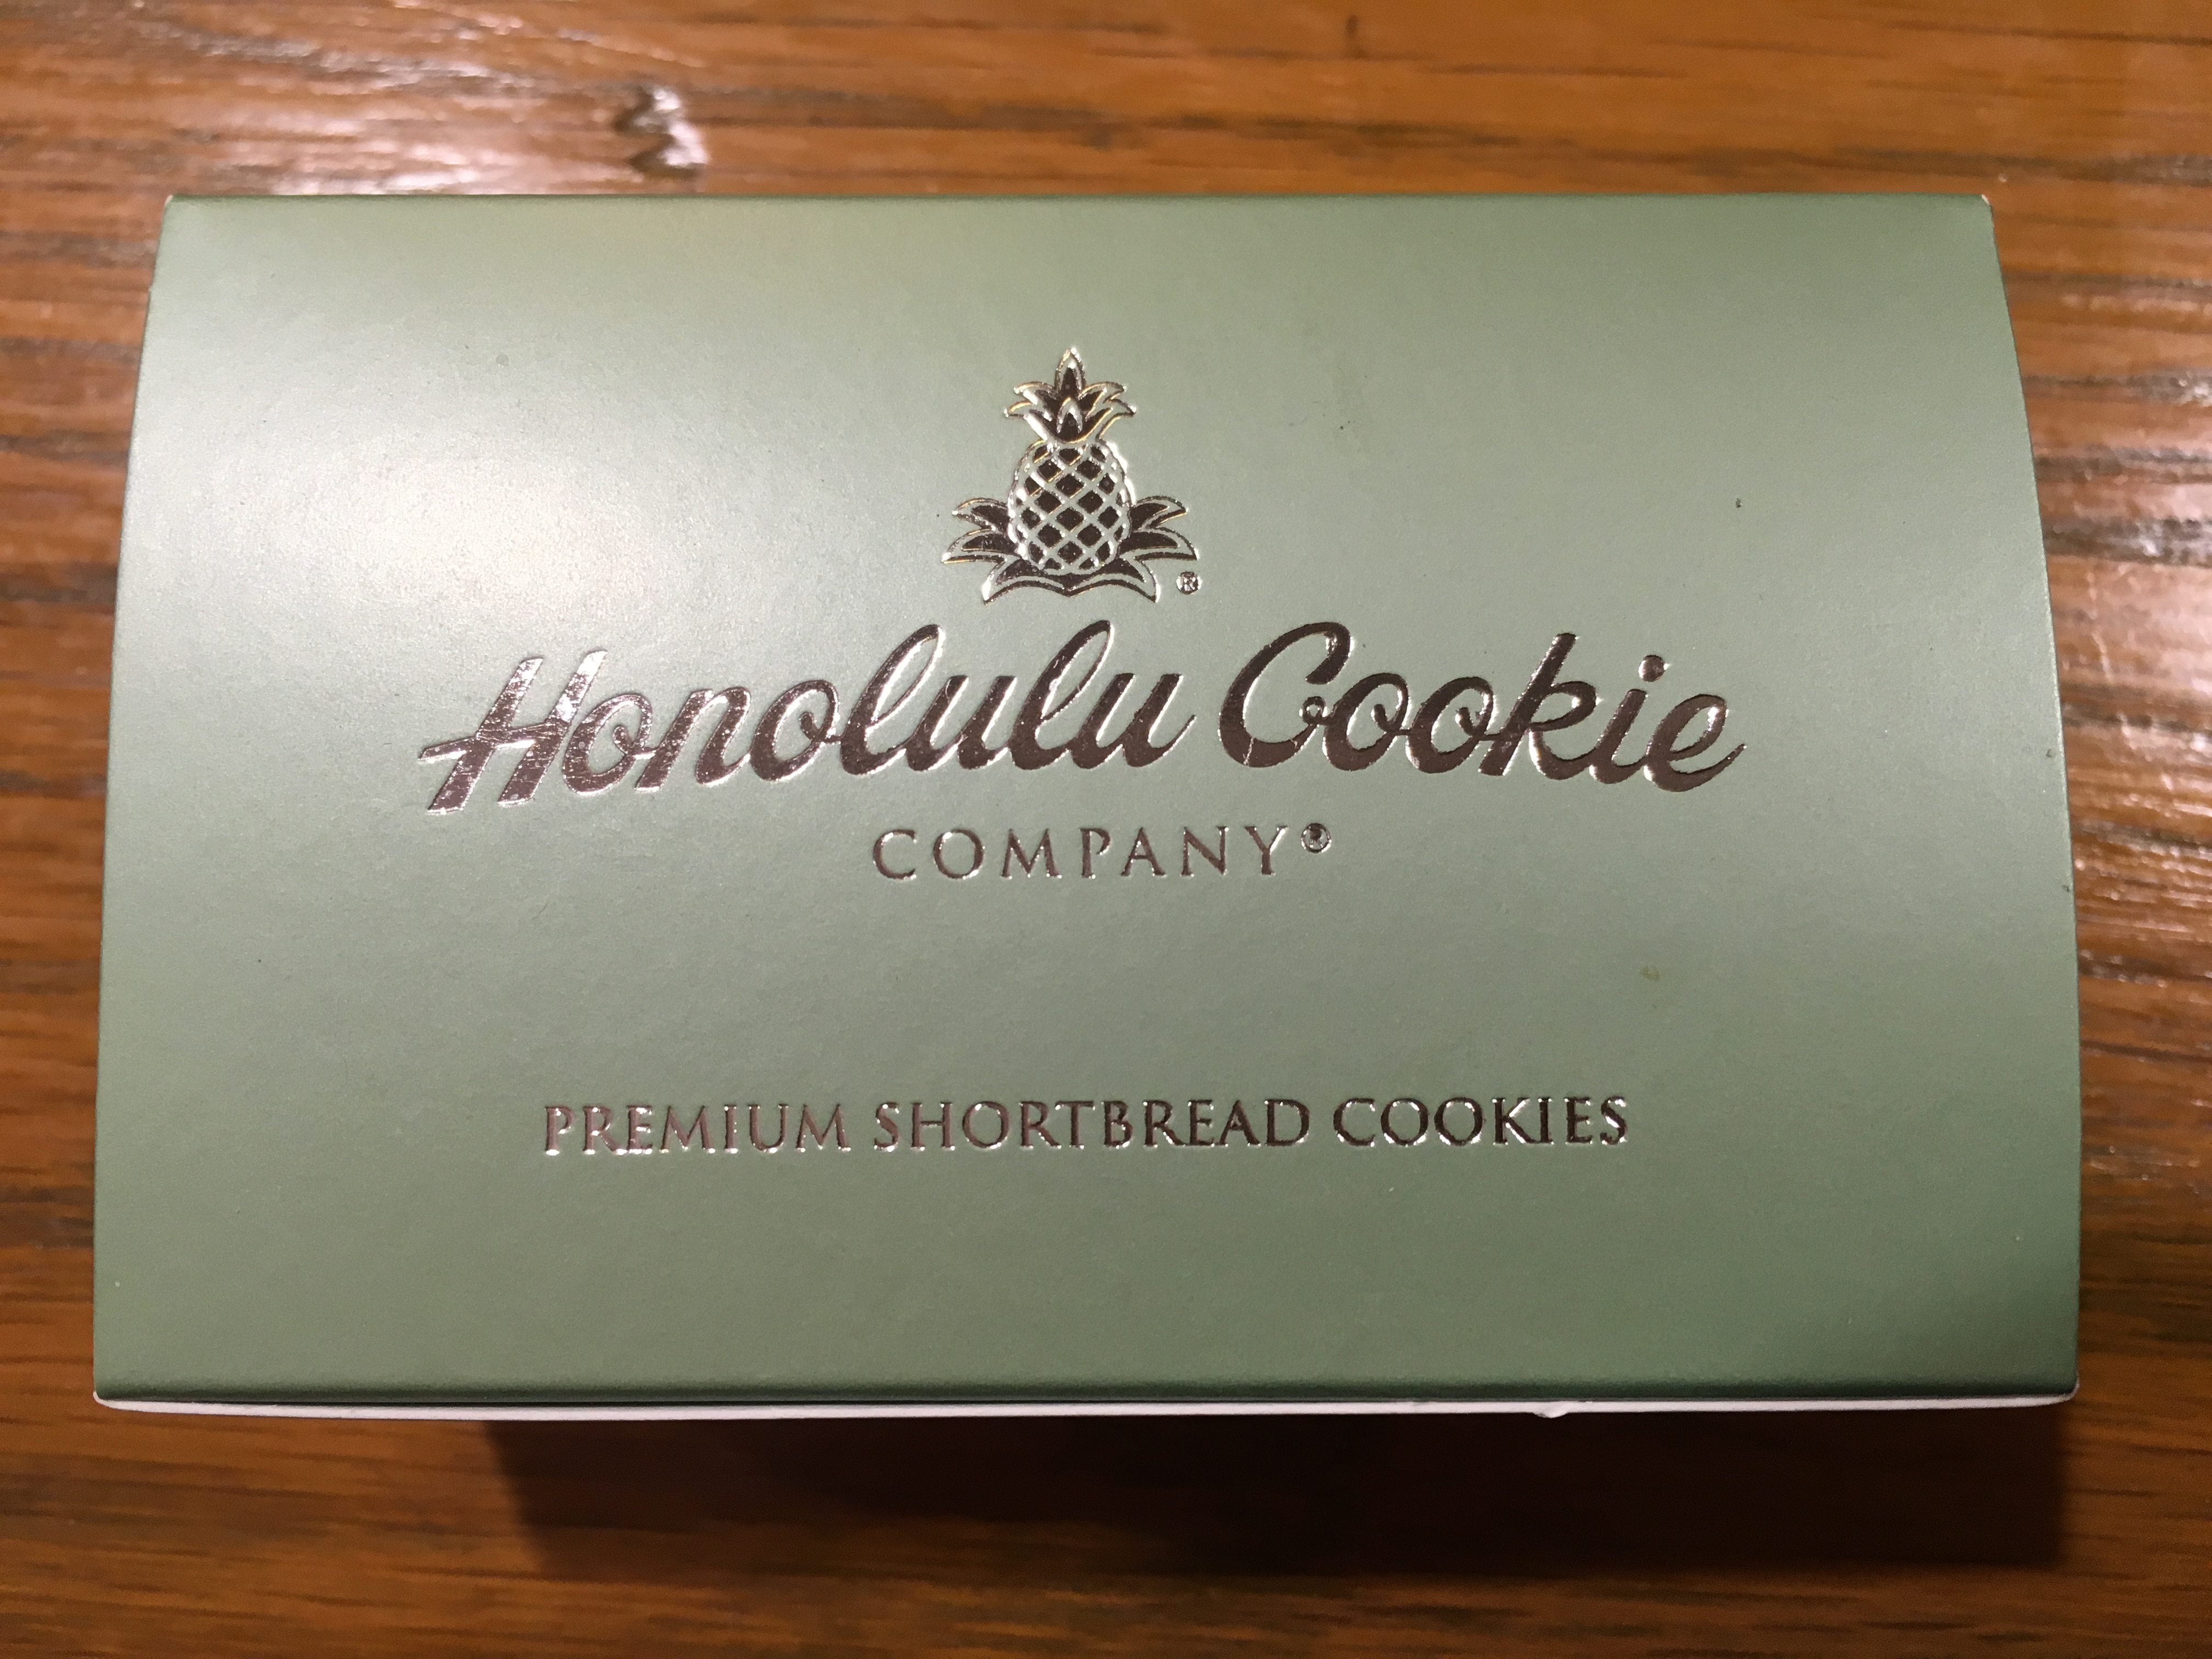 ®
Honolulu Cookie
COMPANY®
PREMIUM SHORTBREAD COOKIES